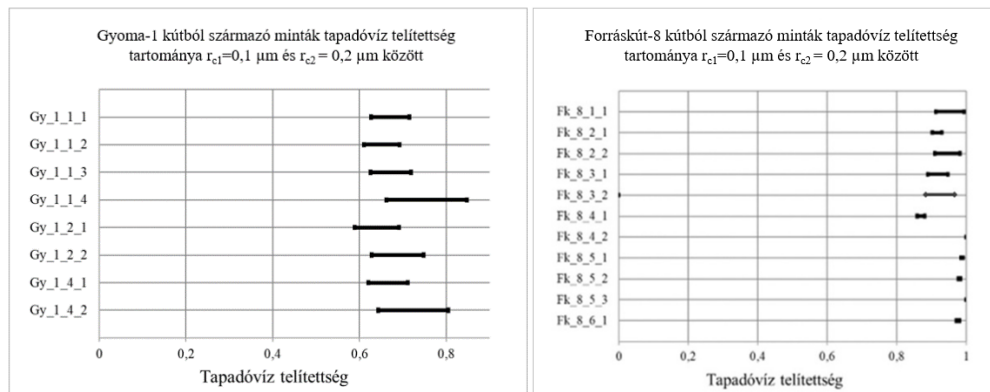 Gyoma-1 kútból származó minták tapadóvíz telítettség
tartománya rc1=0,1 µm és rc2 = 0,2 µm között
Gy_1_1_1
Gy_1_1_2
Gy_1_1_3
Gy_1_1_4
Gy_1_2_1
Gy_1_2_2
Gy_1_4_1
Gy_1_4_2
0 0,2 0,4 0,6 0,8
Tapadóvíz telítettség
Forráskút-8 kútból származó minták tapadóvíz telítettség
tartománya rc1=0,1 µm és rc2 = 0,2 µm között
Fk_8_1_1
Fk_8_2_1
Fk_8_2_2
Fk_8_3_1
Fk_8_3_2
Fk_8_4_1
Fk_8_4_2
Fk_8_5_1
Fk_8_5_2
Fk_8_5_3
Fk_8_6_1
0 0,2 0,4 0,6 0,8 1
Tapadóvíz telítettség